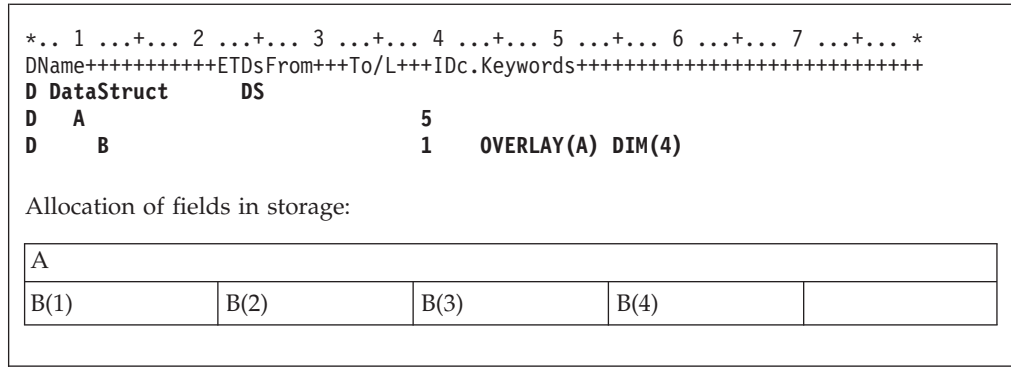 *.. 1 ...+... 2 ...+... 3 ...+... 4 ...+... 5 ...+... 6 ...+... 7 ...+... *
DName+++++++++++ETDsFrom+++To/L+++IDc.Keywords+++++++++++++++++++++++++++++
D DataStruct      DS
D   A                            5
D     B                          1    OVERLAY(A) DIM(4)
Allocation of fields in storage:
A
B(1) B(2) B(3) B(4)